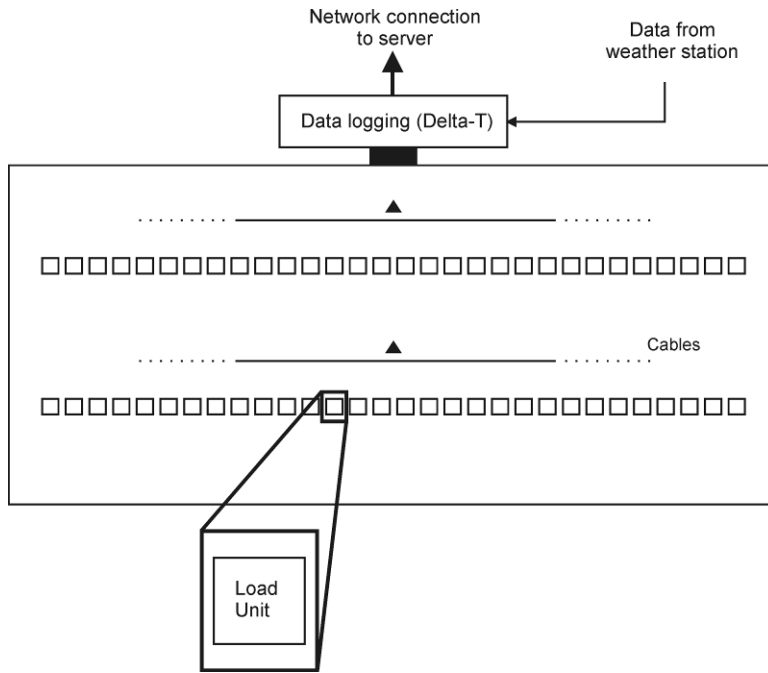 Network connection
to server
Data from
weather station
Data logging (Delta-T)
Cables
Load
Unit